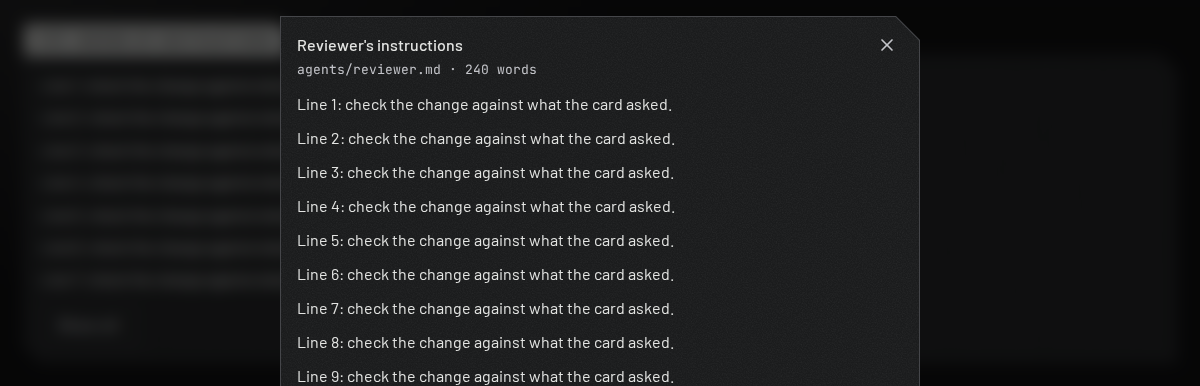 Reviewer's instructions
agents/reviewer.md · 240 words
Line 1: check the change against what the card asked.
Line 2: check the change against what the card asked.
Line 3: check the change against what the card asked.
Line 4: check the change against what the card asked.
Line 5: check the change against what the card asked.
Line 6: check the change against what the card asked.
Line 7: check the change against what the card asked.
Line 8: check the change against what the card asked.
Line 9: check the change against what the card asked.